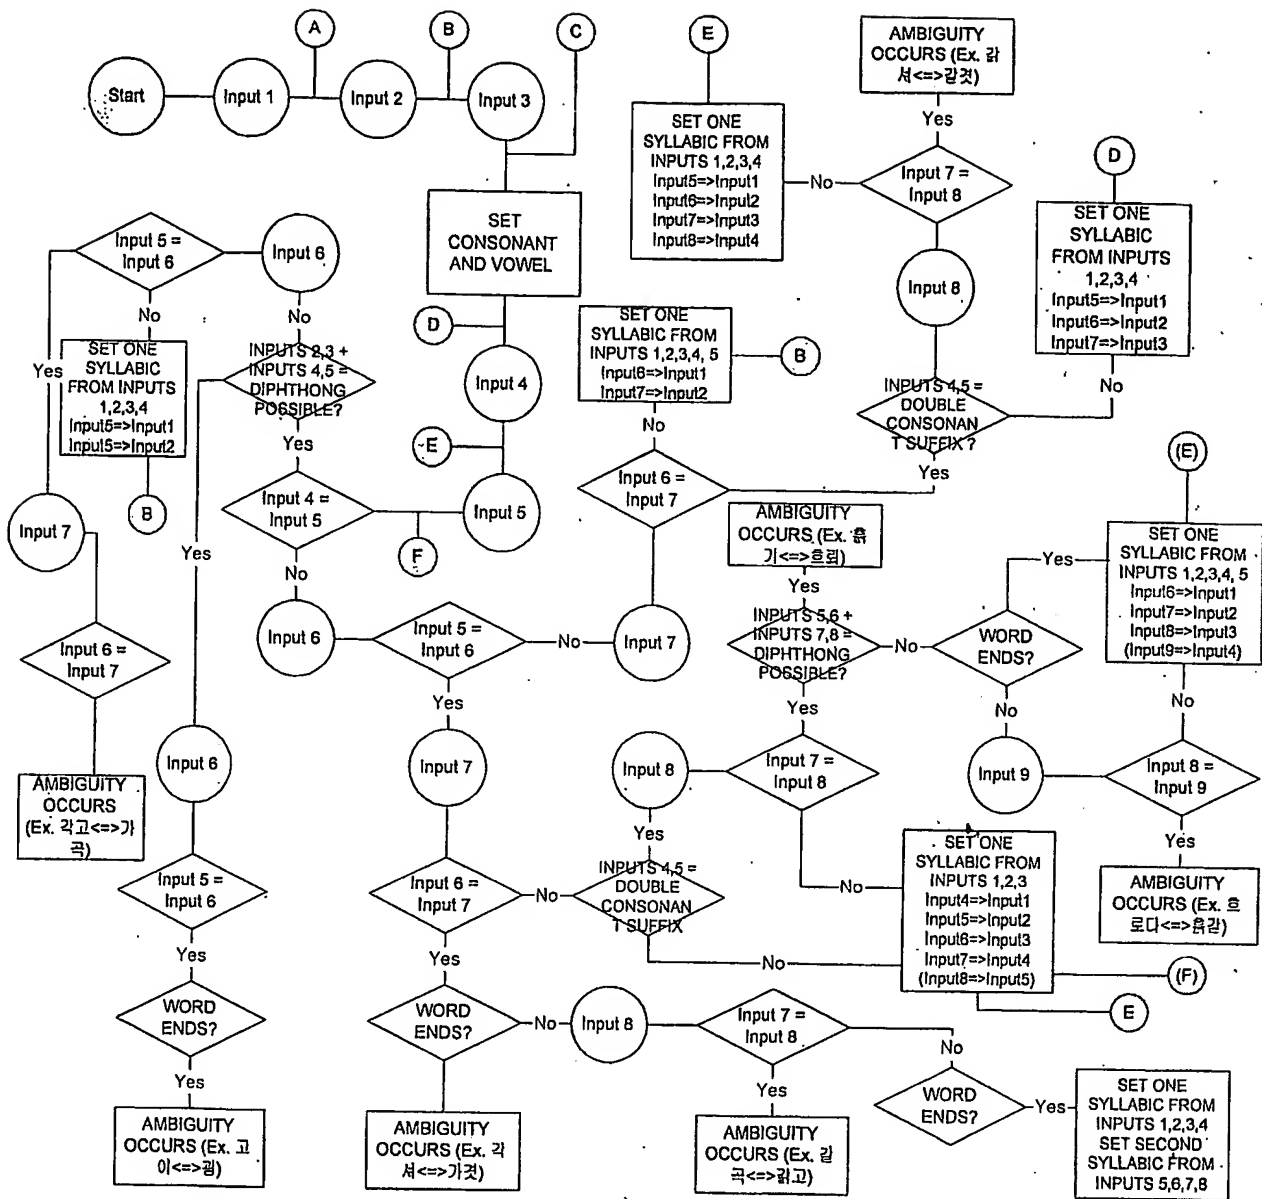 A
B
C
Start
Input 1
Input 2
Input 3
SET
CONSONANT
AND VOWEL
D
Input 4
E
Input 5
F
E
SET ONE
SYLLABIC FROM
INPUTS 1,2,3,4
Input5=>Input1
Input6=>Input2
Input7=>Input3
Input8=>Input4
AMBIGUITY
OCCURS (Ex. 갉
셔<=>갈겻)
Yes
Input 7 =
Input 8
No
Input 8
D
SET ONE
SYLLABIC
FROM INPUTS
1,2,3,4
Input5=>Input1
Input6=>Input2
Input7=>Input3
No
INPUTS 4,5 =
DOUBLE
CONSONAN
T SUFFIX ?
Yes
Input 5 =
Input 6
Input 6
No
No
Yes
SET ONE
SYLLABIC
FROM INPUTS
1,2,3,4
Input5=>Input1
Input5=>Input2
B
INPUTS 2,3 +
INPUTS 4,5 =
DIPHTHONG
POSSIBLE?
Yes
Input 4 =
Input 5
Yes
No
Input 7
Input 6 =
Input 7
AMBIGUITY
OCCURS
(Ex. 각고<=>가
곡)
SET ONE
SYLLABIC FROM
INPUTS 1,2,3,4, 5
Input6=>Input1
Input7=>Input2
B
No
Input 6 =
Input 7
Input 6
Input 5 =
Input 6
No
Input 7
Yes
Input 7
Input 6
Input 5 =
Input 6
Yes
WORD
ENDS?
Yes
AMBIGUITY
OCCURS (Ex. 고
이<=>굉)
Input 6 =
Input 7
No
INPUTS 4,5 =
DOUBLE
CONSONAN
T SUFFIX
Yes
Input 8
No
Yes
WORD
ENDS?
No
Input 8
AMBIGUITY
OCCURS (Ex. 각
셔<=>가겻)
Input 7 =
Input 8
Yes
AMBIGUITY
OCCURS (Ex. 갈
곡<=>갉고)
No
WORD
ENDS?
Yes
SET ONE
SYLLABIC FROM
INPUTS 1,2,3,4
SET SECOND
SYLLABIC FROM
INPUTS 5,6,7,8
AMBIGUITY
OCCURS (Ex. 흙
기<=>흐뢰)
Yes
INPUTS 5,6 +
INPUTS 7,8 =
DIPHTHONG
POSSIBLE?
No
WORD
ENDS?
Yes
Yes
Input 7 =
Input 8
No
No
Input 9
(E)
SET ONE
SYLLABIC FROM
INPUTS 1,2,3,4, 5
Input6=>Input1
Input7=>Input2
Input8=>Input3
(Input9=>Input4)
No
Input 8 =
Input 9
Yes
AMBIGUITY
OCCURS (Ex. 흐
로다<=>흙갇)
SET ONE
SYLLABIC FROM
INPUTS 1,2,3
Input4=>Input1
Input5=>Input2
Input6=>Input3
Input7=>Input4
(Input8=>Input5)
(F)
E